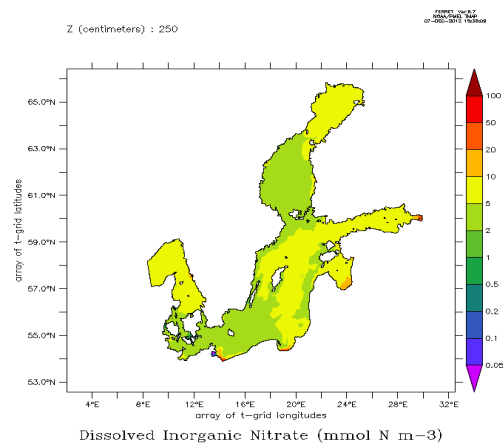 FERRET Ver.6.7
NOAA/PMEL TMAP
Z (centimeters) : 250
65.0°N
63.0°N
61.0°N
59.0°N
57.0°N
55.0°N
53.0°N
array of t-grid latitudes
100
50
20
10
5
2
1
0.5
0.2
0.1
0.05
4°E 8°E 12°E 16°E 20°E 24°E 28°E 32°E
array of t-grid longitudes
Dissolved Inorganic Nitrate (mmol N m-3)